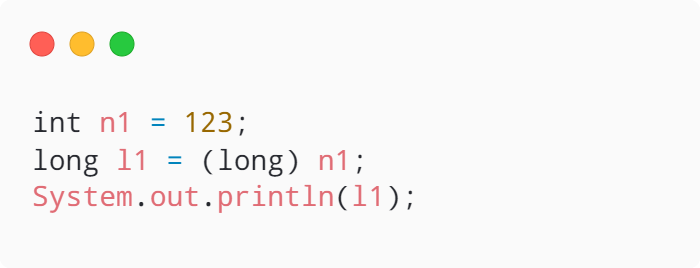 int n1 = 123;
long l1 = (long) n1;
System.out.println(l1);